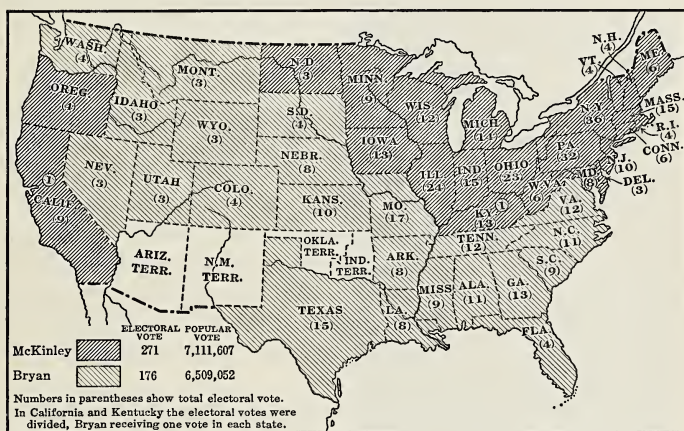 WASH.
(4)
OREG.
(4)
CALIF.
9)
1
NEV.
(3)
IDAHO
(3)
MONT.
(3)
WYO.
(3)
UTAH
(3)
COLO.
(4)
ARIZ.
TERR.
N.M.
TERR.
N.D
3
S.D.
(4)
NEBR.
(8)
KANS.
(10)
OKLA.
TERR.
IND.
TERR.
TEXAS
(15)
MINN.
(9)
IOWA
(13)
MO.
(17)
ARK.
(8)
LA.
(8)
WIS.
(12)
ILL.
(24)
MICH.
(14)
IND.
(15)
OHIO
(23)
KY.
13
1
TENN.
(12)
MISS.
(9)
ALA.
(11)
GA.
(13)
FLA.
(4)
S.C.
(9)
N.C.
(11)
VA.
(12)
W.VA.
(6)
MD.
(8)
PA.
(32)
N.Y.
(36)
N.H.
(4)
VT.
(4)
ME.
(6)
MASS.
(15)
R.I.
(4)
CONN.
(6)
N.J.
(10)
DEL.
(3)
ELECTORAL POPULAR
VOTE VOTE
McKinley 271 7,111,607
Bryan 176 6,509,052
Numbers in parentheses show total electoral vote.
In California and Kentucky the electoral votes were
divided, Bryan receiving one vote in each state.